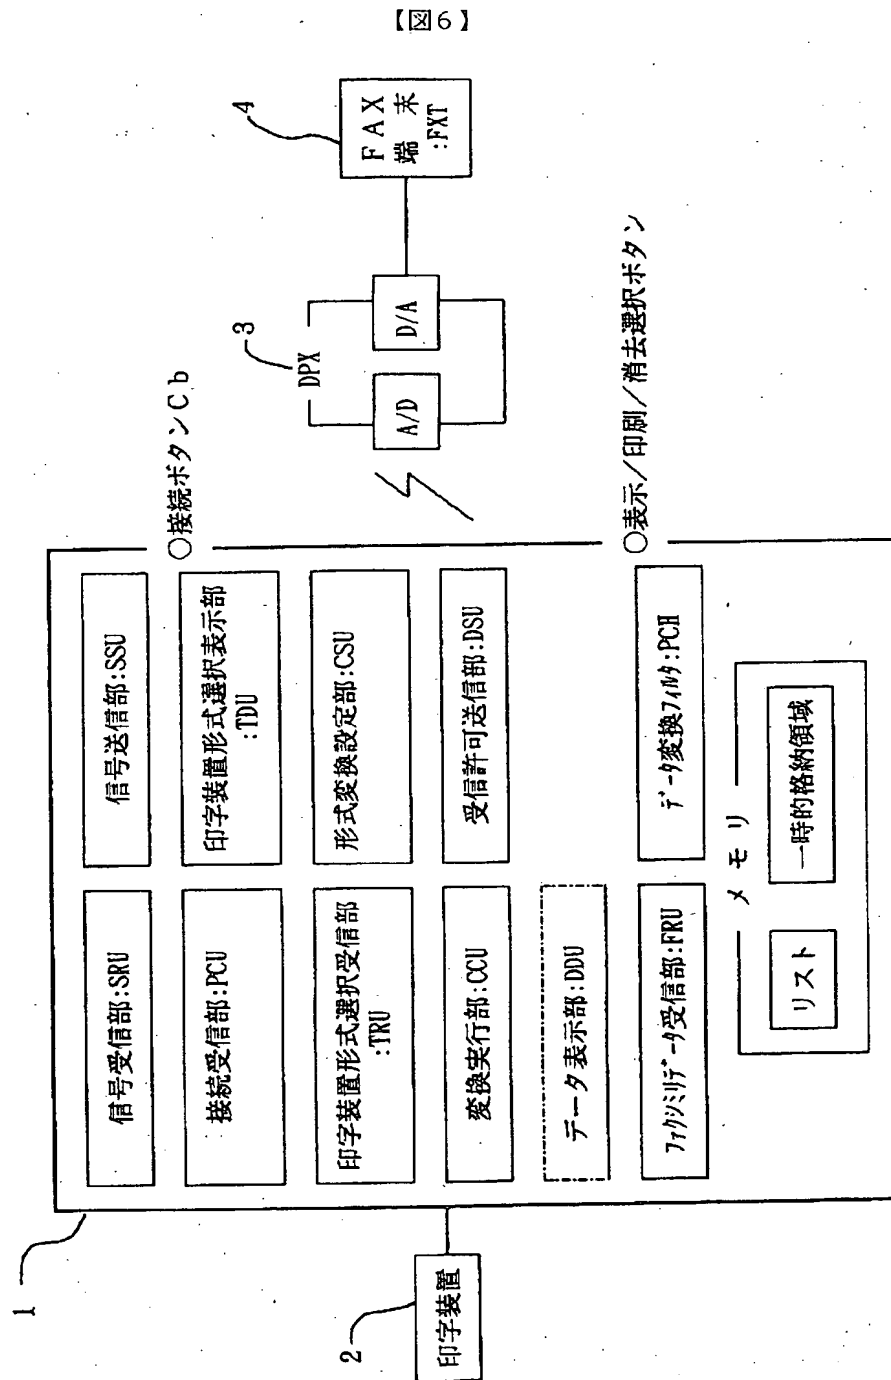 【図6】
1
信号受信部:SRU
信号送信部:SSU
接続受信部:PCU
印字装置形式選択表示部
:TDU
印字装置形式選択受信部
:TRU
形式変換設定部:CSU
変換実行部:CCU
受信許可送信部:DSU
データ表示部:DDU
ファクシミリデータ受信部:FRU
データ変換フィルタ:PCH
メモリ
リスト
一時的格納領域
○接続ボタンCb
○表示/印刷/消去選択ボタン
2
印字装置
3
DPX
A/D
D/A
4
FAX
端末
:FXT